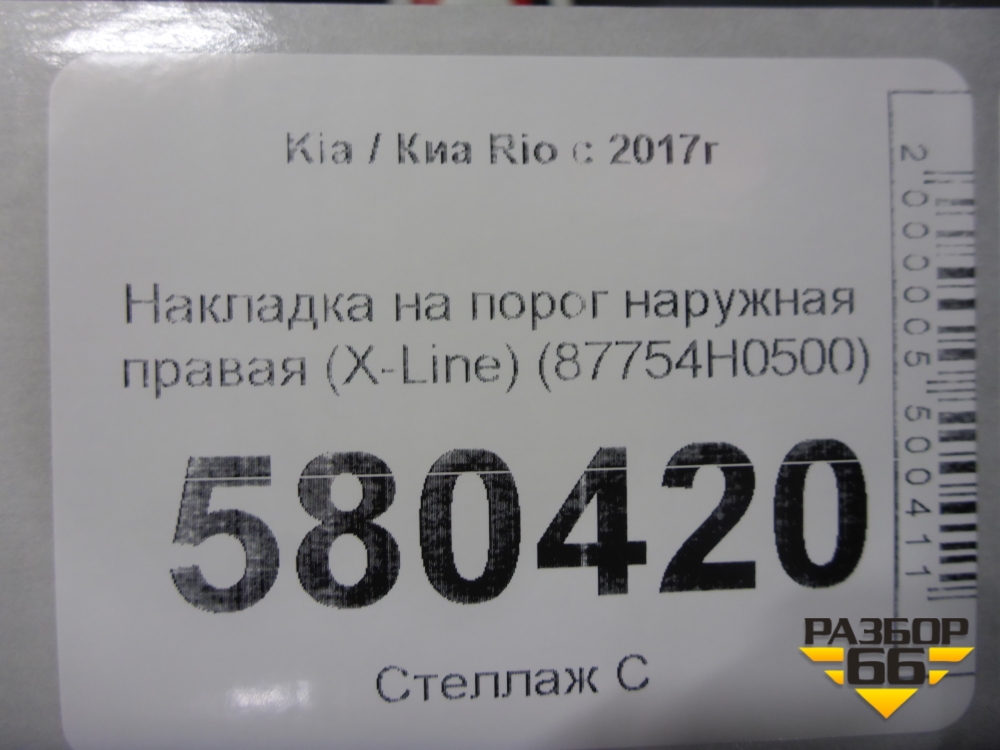 Kia / Киа Rio с 2017г
Накладка на порог наружная
правая (X-Line) (87754H0500)
580420
Стеллаж С
2000005500411
РАЗБОР
66